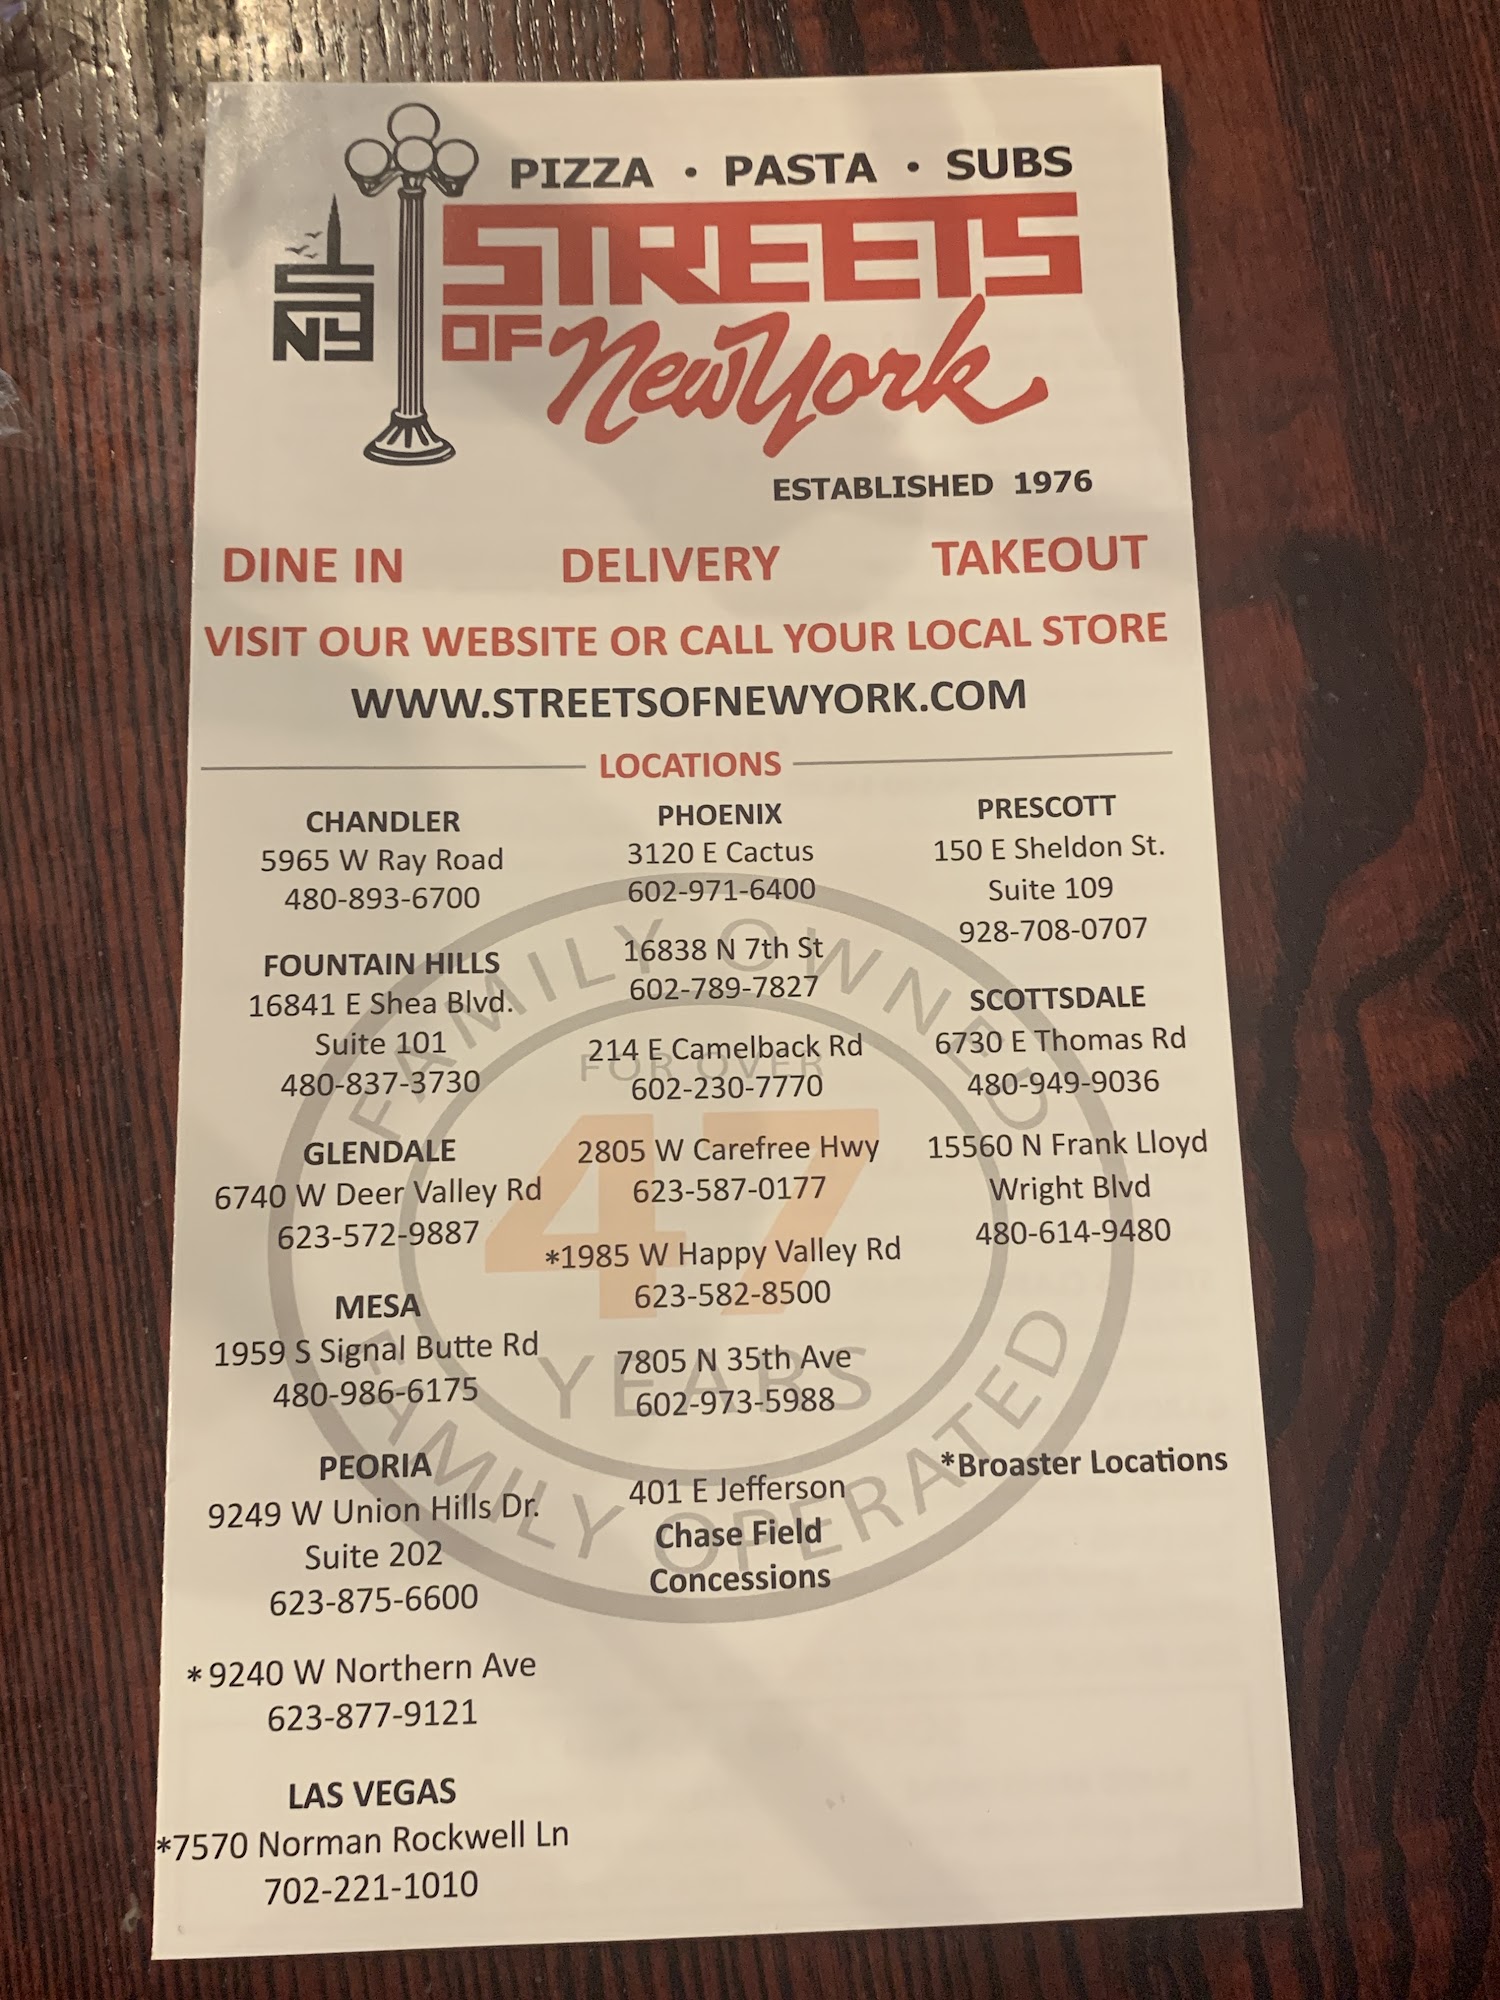 PIZZA • PASTA • SUBS
SNY
STREETS
OF New York
ESTABLISHED 1976
DINE IN DELIVERY TAKEOUT
VISIT OUR WEBSITE OR CALL YOUR LOCAL STORE
WWW.STREETSOFNEWYORK.COM
LOCATIONS
CHANDLER
5965 W Ray Road
480-893-6700
FOUNTAIN HILLS
16841 E Shea Blvd.
Suite 101
480-837-3730
GLENDALE
6740 W Deer Valley Rd
623-572-9887
MESA
1959 S Signal Butte Rd
480-986-6175
PEORIA
9249 W Union Hills Dr.
Suite 202
623-875-6600
*9240 W Northern Ave
623-877-9121
LAS VEGAS
*7570 Norman Rockwell Ln
702-221-1010
PHOENIX
3120 E Cactus
602-971-6400
16838 N 7th St
602-789-7827
214 E Camelback Rd
602-230-7770
2805 W Carefree Hwy
623-587-0177
*1985 W Happy Valley Rd
623-582-8500
7805 N 35th Ave
602-973-5988
401 E Jefferson
Chase Field
Concessions
PRESCOTT
150 E Sheldon St.
Suite 109
928-708-0707
SCOTTSDALE
6730 E Thomas Rd
480-949-9036
15560 N Frank Lloyd
Wright Blvd
480-614-9480
*Broaster Locations
FAMILY OWNED
FOR OVER
47
YEARS
FAMILY OPERATED